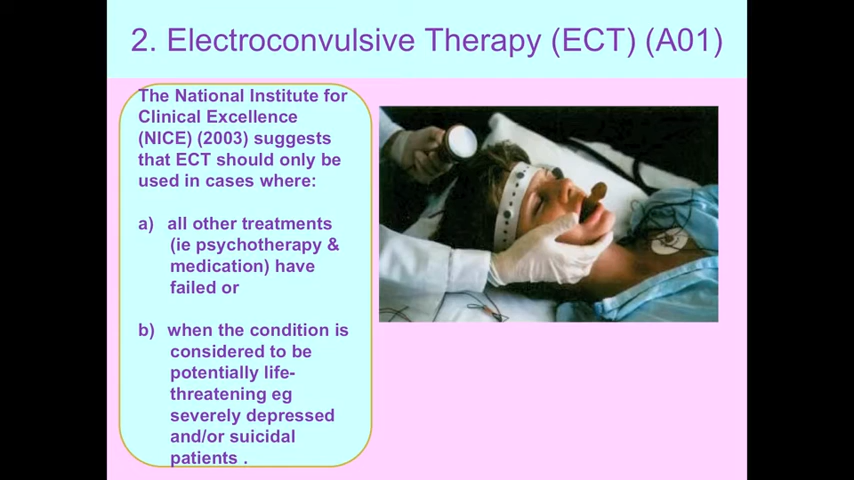 2. Electroconvulsive Therapy (ECT) (A01)
The National Institute for
Clinical Excellence
(NICE) (2003) suggests
that ECT should only be
used in cases where:
a) all other treatments
(ie psychotherapy &
medication) have
failed or
b) when the condition is
considered to be
potentially life-
threatening eg
severely depressed
and/or suicidal
patients .